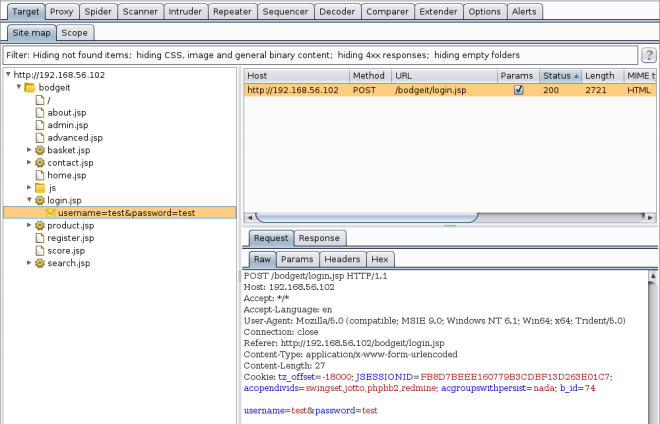 Target Proxy Spider Scanner Intruder Repeater Sequencer Decoder Comparer Extender Options Alerts
Site map Scope
Filter: Hiding not found items; hiding CSS, image and general binary content; hiding 4xx responses; hiding empty folders ?
http://192.168.56.102
bodgeit
/
about.jsp
admin.jsp
advanced.jsp
basket.jsp
contact.jsp
home.jsp
js
login.jsp
username=test&password=test
product.jsp
register.jsp
score.jsp
search.jsp
Host Method URL Params Status Length MIME t
http://192.168.56.102 POST /bodgeit/login.jsp 200 2721 HTML
Request Response
Raw Params Headers Hex
POST /bodgeit/login.jsp HTTP/1.1
Host: 192.168.56.102
Accept: */*
Accept-Language: en
User-Agent: Mozilla/5.0 (compatible; MSIE 9.0; Windows NT 6.1; Win64; x64; Trident/5.0)
Connection: close
Referer: http://192.168.56.102/bodgeit/login.jsp
Content-Type: application/x-www-form-urlencoded
Content-Length: 27
Cookie: tz_offset=-18000; JSESSIONID=FB8D7BEEE160779B3CDBF13D263E01C7;
acopendivids=swingset,jotto,phpbb2,redmine; acgroupswithpersist=nada; b_id=74
username=test&password=test